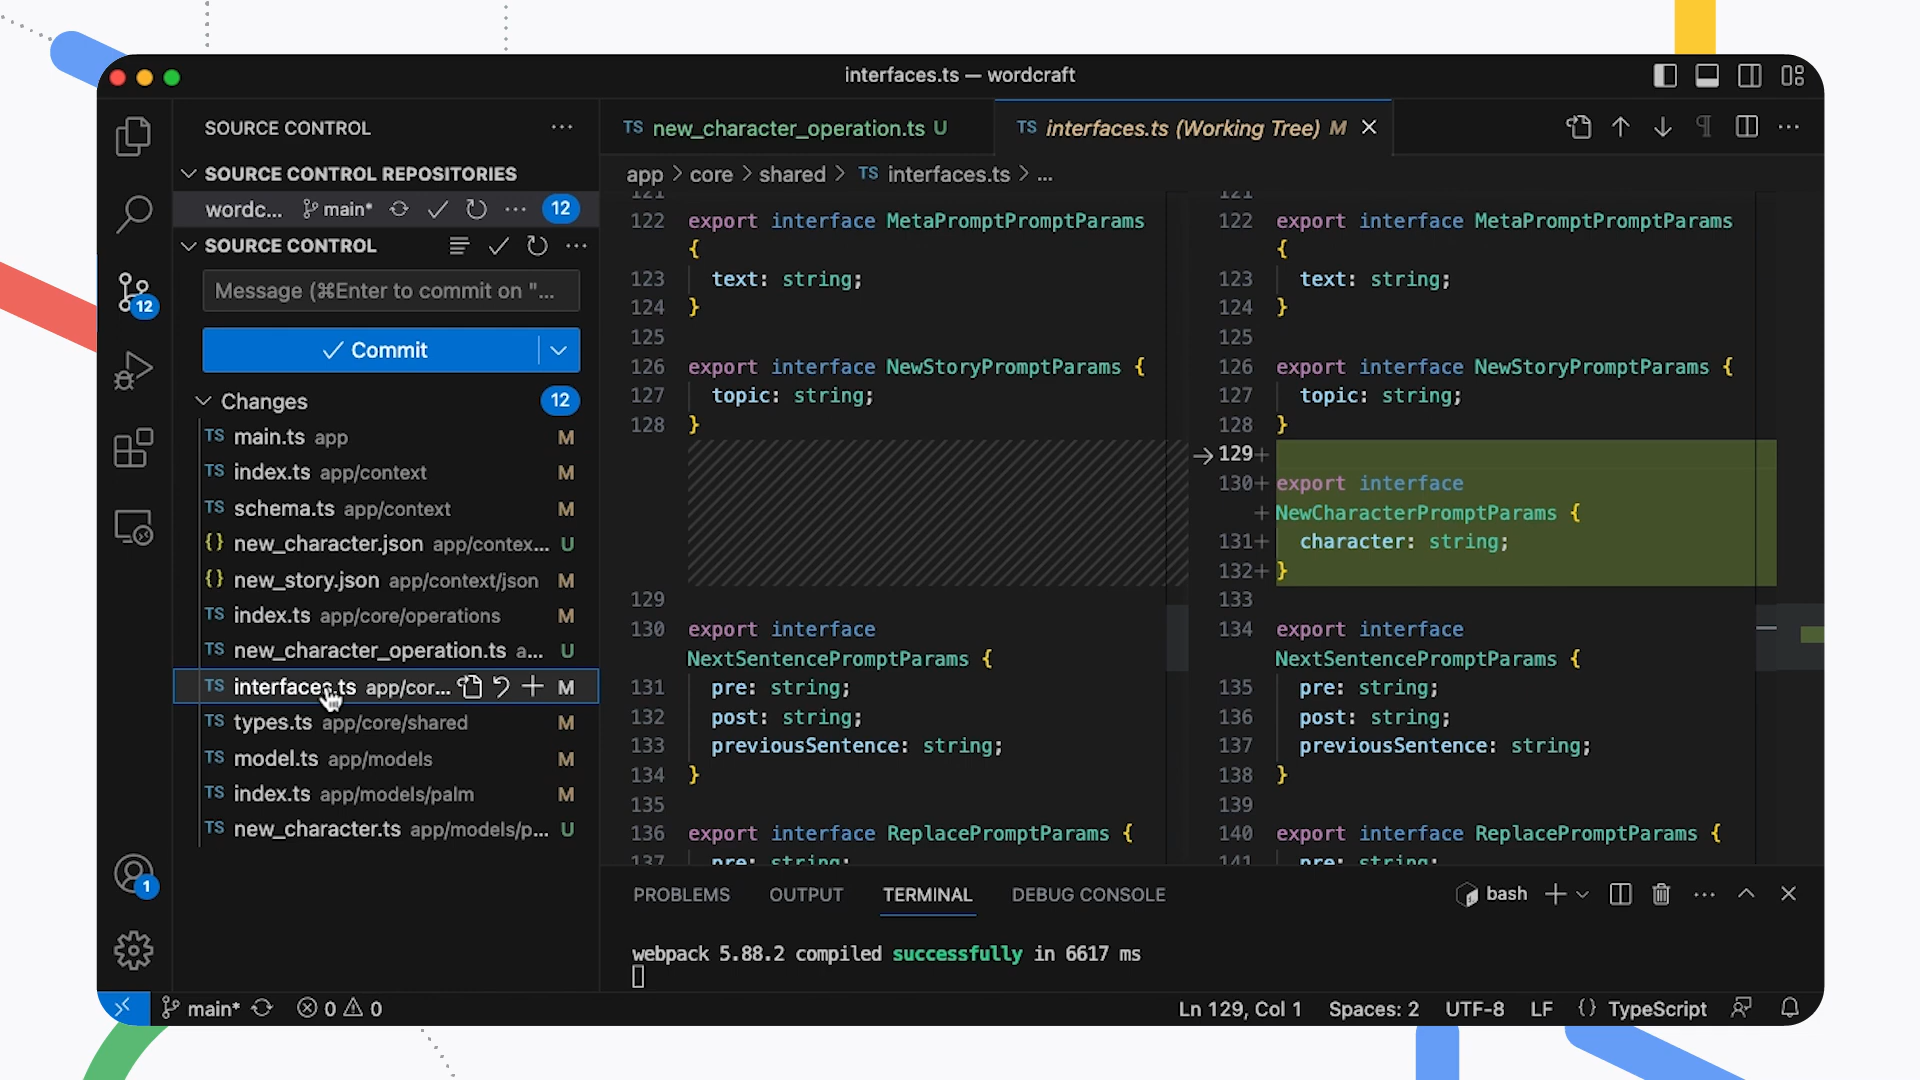 interfaces.ts — wordcraft
SOURCE CONTROL
SOURCE CONTROL REPOSITORIES
wordc... main* 12
SOURCE CONTROL
Message (⌘Enter to commit on "...
Commit
Changes 12
TS main.ts app M
TS index.ts app/context M
TS schema.ts app/context M
{} new_character.json app/contex... U
{} new_story.json app/context/json M
TS index.ts app/core/operations M
TS new_character_operation.ts a... U
TS interfaces.ts app/cor... M
TS types.ts app/core/shared M
TS model.ts app/models M
TS index.ts app/models/palm M
TS new_character.ts app/models/p... U
12
1
TS new_character_operation.ts U
TS interfaces.ts (Working Tree) M
app > core > shared > TS interfaces.ts > ...
121
122 export interface MetaPromptPromptParams
{
123 text: string;
124 }
125
126 export interface NewStoryPromptParams {
127 topic: string;
128 }
129
130 export interface
NextSentencePromptParams {
131 pre: string;
132 post: string;
133 previousSentence: string;
134 }
135
136 export interface ReplacePromptParams {
137 pre: string;
121
122 export interface MetaPromptPromptParams
{
123 text: string;
124 }
125
126 export interface NewStoryPromptParams {
127 topic: string;
128 }
129+
130+ export interface
+ NewCharacterPromptParams {
131+ character: string;
132+ }
133
134 export interface
NextSentencePromptParams {
135 pre: string;
136 post: string;
137 previousSentence: string;
138 }
139
140 export interface ReplacePromptParams {
141 pre: string;
PROBLEMS OUTPUT TERMINAL DEBUG CONSOLE bash
webpack 5.88.2 compiled successfully in 6617 ms
main* 0 0 Ln 129, Col 1 Spaces: 2 UTF-8 LF {} TypeScript